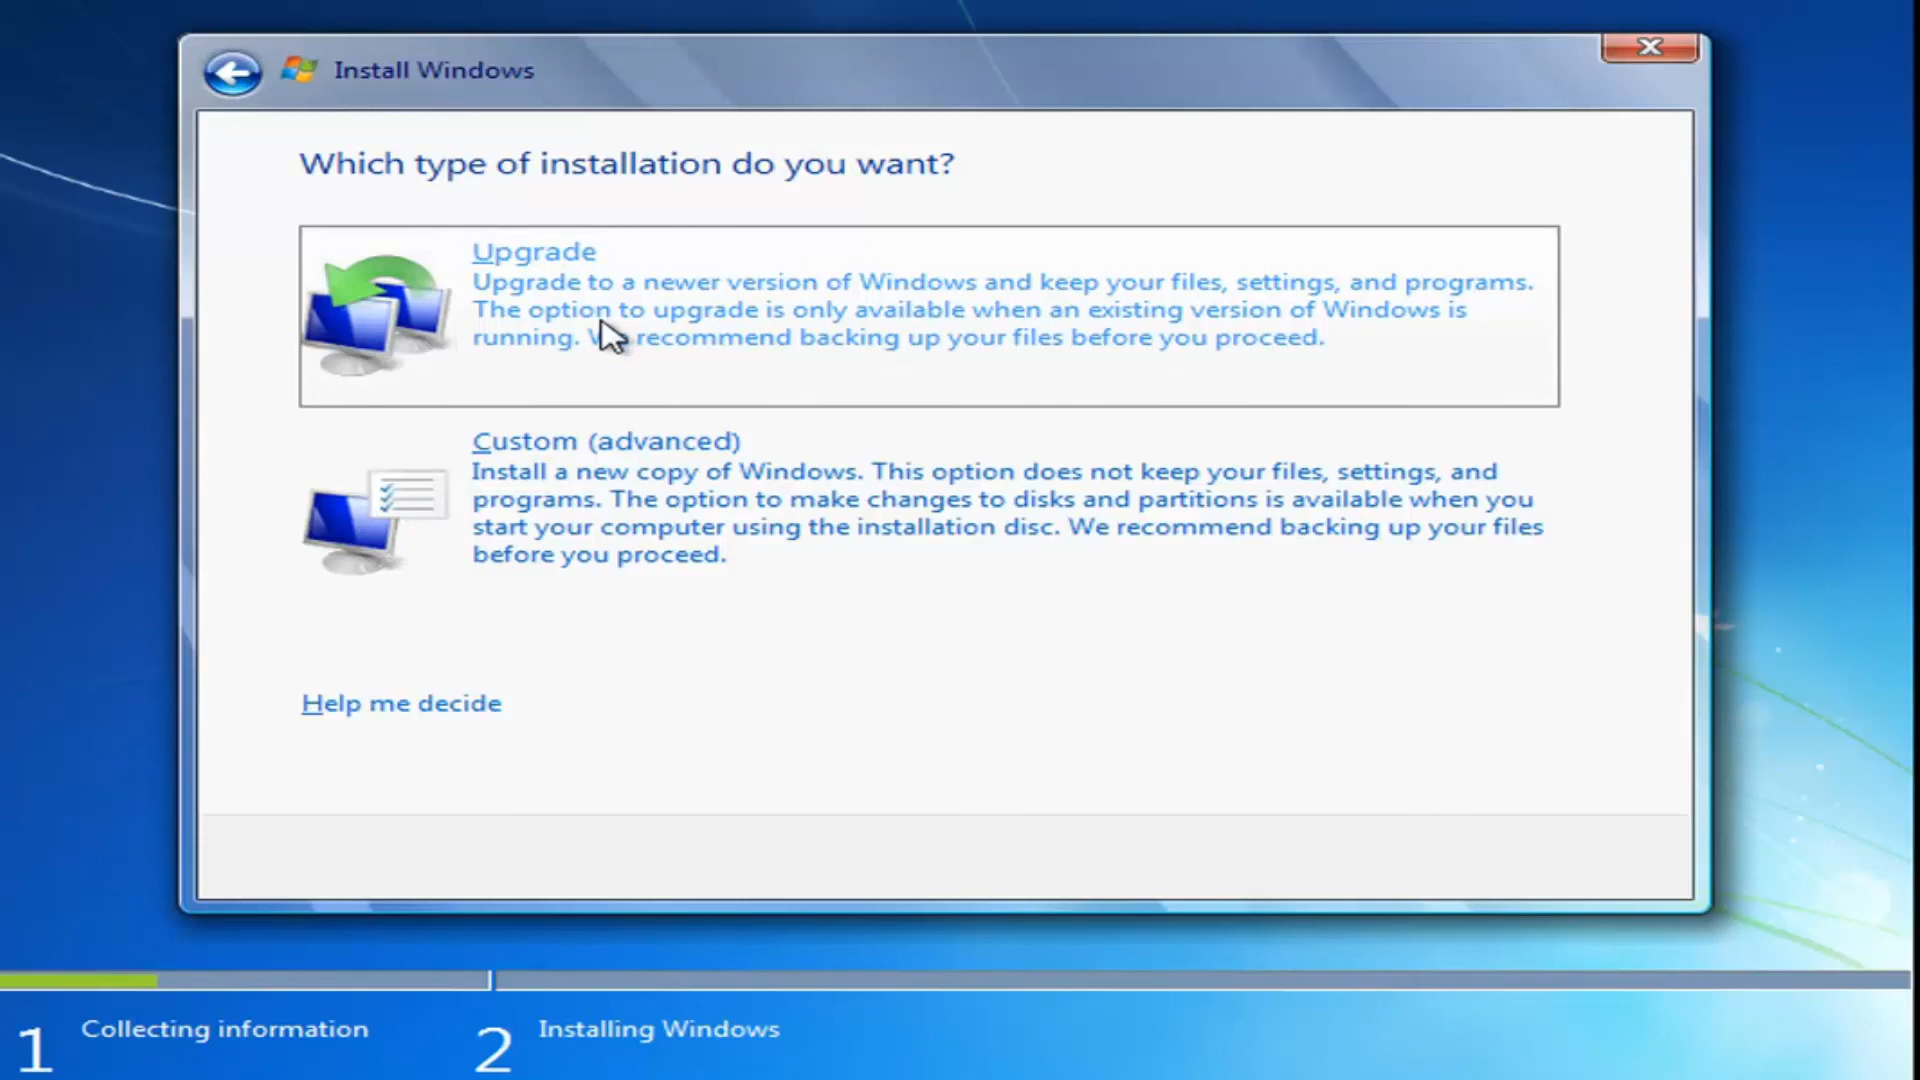 Install Windows
Which type of installation do you want?
Upgrade
Upgrade to a newer version of Windows and keep your files, settings, and programs.
The option to upgrade is only available when an existing version of Windows is
running. recommend backing up your files before you proceed.
Custom (advanced)
Install a new copy of Windows. This option does not keep your files, settings, and
programs. The option to make changes to disks and partitions is available when you
start your computer using the installation disc. We recommend backing up your files
before you proceed.
Help me decide
1 Collecting information
2 Installing Windows